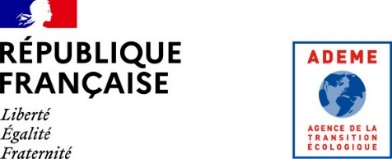 RÉPUBLIQUE
FRANÇAISE
Liberté
Égalité
Fraternité
ADEME
AGENCE DE LA
TRANSITION
ÉCOLOGIQUE